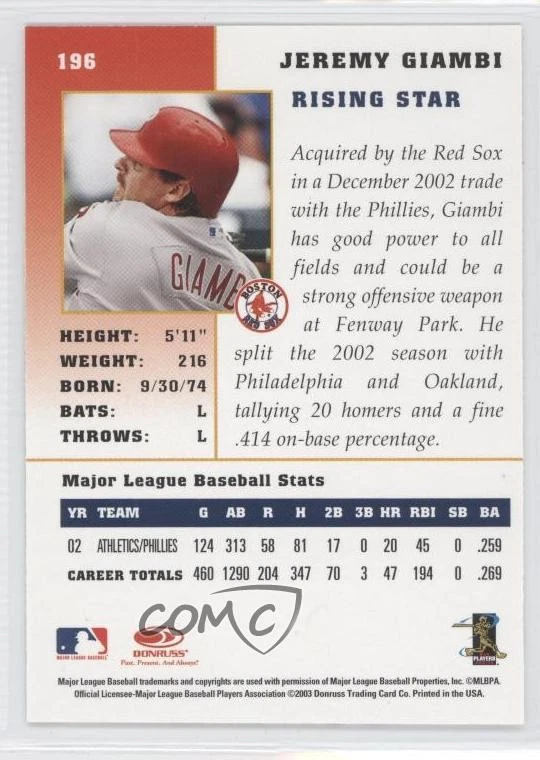 196
JEREMY GIAMBI
RISING STAR
Acquired by the Red Sox
in a December 2002 trade
with the Phillies, Giambi
has good power to all
fields and could be a
strong offensive weapon
at Fenway Park. He
split the 2002 season with
Philadelphia and Oakland,
tallying 20 homers and a fine
.414 on-base percentage.
GIAMB
BOSTON
RED SOX
HEIGHT: 5'11"
WEIGHT: 216
BORN: 9/30/74
BATS: L
THROWS: L
Major League Baseball Stats
YR TEAM G AB R H 2B 3B HR RBI SB BA
02 ATHLETICS/PHILLIES 124 313 58 81 17 0 20 45 0 .259
CAREER TOTALS 460 1290 204 347 70 3 47 194 0 .269
COMC
MAJOR LEAGUE BASEBALL
DONRUSS
Past. Present. And Always!
PLAYERS
Major League Baseball trademarks and copyrights are used with permission of Major League Baseball Properties, Inc. ©MLBPA.
Official Licensee-Major League Baseball Players Association ©2003 Donruss Trading Card Co. Printed in the USA.